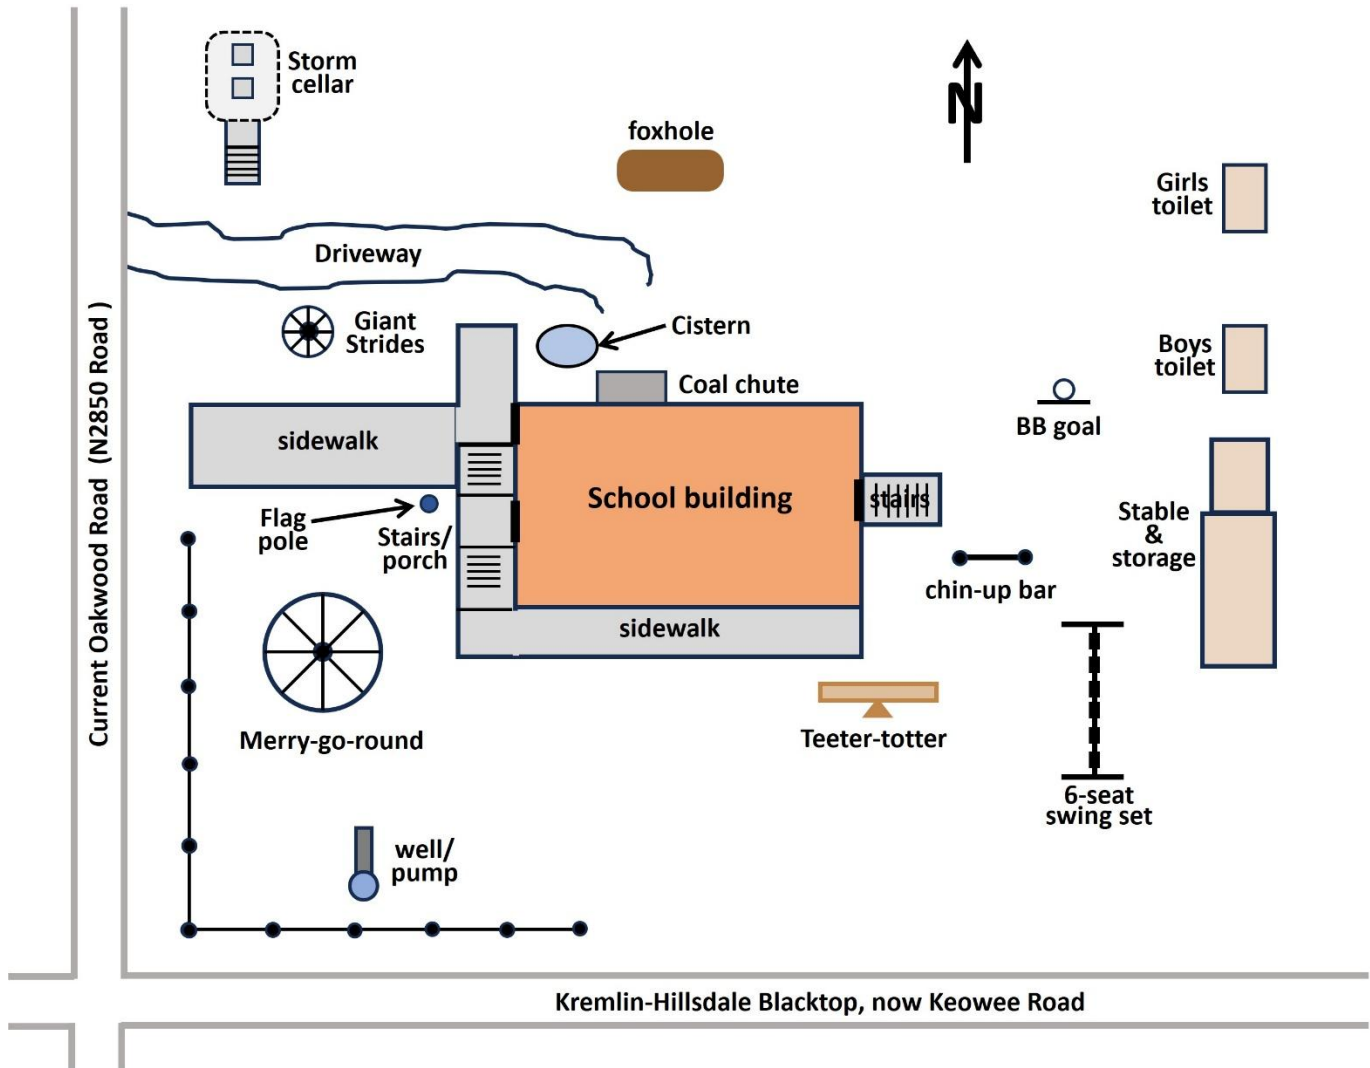 Storm
cellar
N
foxhole
Girls
toilet
Driveway
Giant
Strides
Cistern
Boys
toilet
Coal chute
BB goal
sidewalk
School building
stairs
Flag
pole
Stairs/
porch
Stable
&
storage
chin-up bar
sidewalk
Merry-go-round
Teeter-totter
6-seat
swing set
well/
pump
Current Oakwood Road (N2850 Road )
Kremlin-Hillsdale Blacktop, now Keowee Road